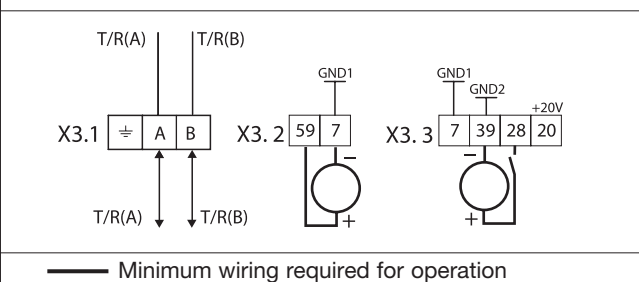 T/R(A) T/R(B)
GND1 GND1
GND2
+20V
X3.1 ⏚ A B X3. 2 59 7 X3. 3 7 39 28 20
− −
T/R(A) T/R(B) + +
Minimum wiring required for operation